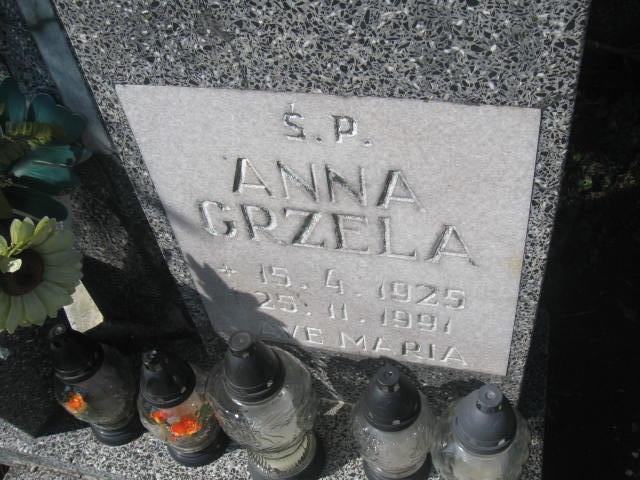 Ś.P.
ANNA
GRZELA
* 15.4.1925
25.11.1991
AVE MARIA